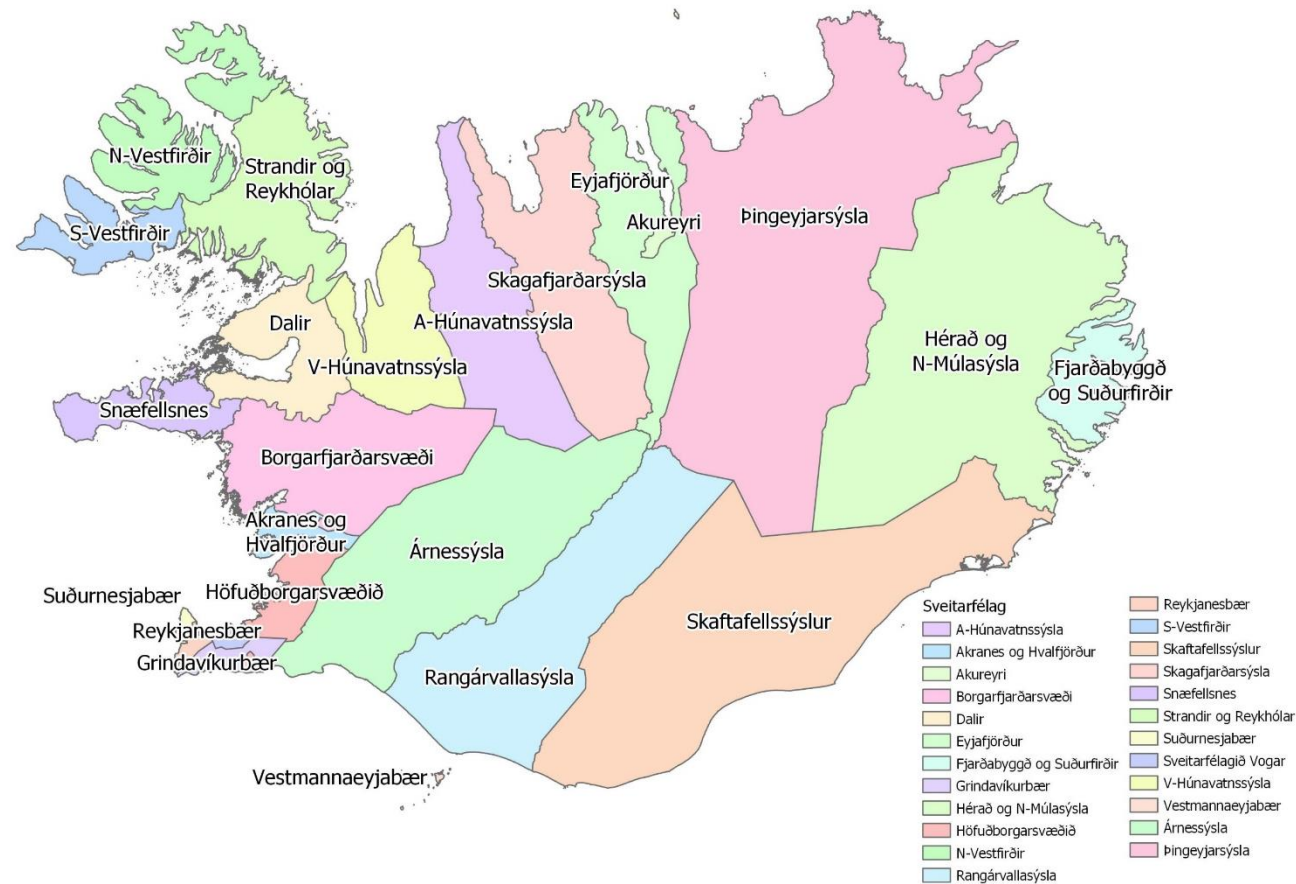 N-Vestfirðir
Strandir og
Reykhólar
S-Vestfirðir
Eyjafjörður
Akureyri
Þingeyjarsýsla
Skagafjarðarsýsla
A-Húnavatnssýsla
Dalir
V-Húnavatnssýsla
Hérað og
N-Múlasýsla
Fjarðabyggð
og Suðurfirðir
Snæfellsnes
Borgarfjarðarsvæði
Akranes og
Hvalfjörður
Árnessýsla
Höfuðborgarsvæðið
Suðurnesjabær
Reykjanesbær
Grindavíkurbær
Rangárvallasýsla
Skaftafellssýslur
Vestmannaeyjabær
Sveitarfélag
A-Húnavatnssýsla
Akranes og Hvalfjörður
Akureyri
Borgarfjarðarsvæði
Dalir
Eyjafjörður
Fjarðabyggð og Suðurfirðir
Grindavíkurbær
Hérað og N-Múlasýsla
Höfuðborgarsvæðið
N-Vestfirðir
Rangárvallasýsla
Reykjanesbær
S-Vestfirðir
Skaftafellssýslur
Skagafjarðarsýsla
Snæfellsnes
Strandir og Reykhólar
Suðurnesjabær
Sveitarfélagið Vogar
V-Húnavatnssýsla
Vestmannaeyjabær
Árnessýsla
Þingeyjarsýsla